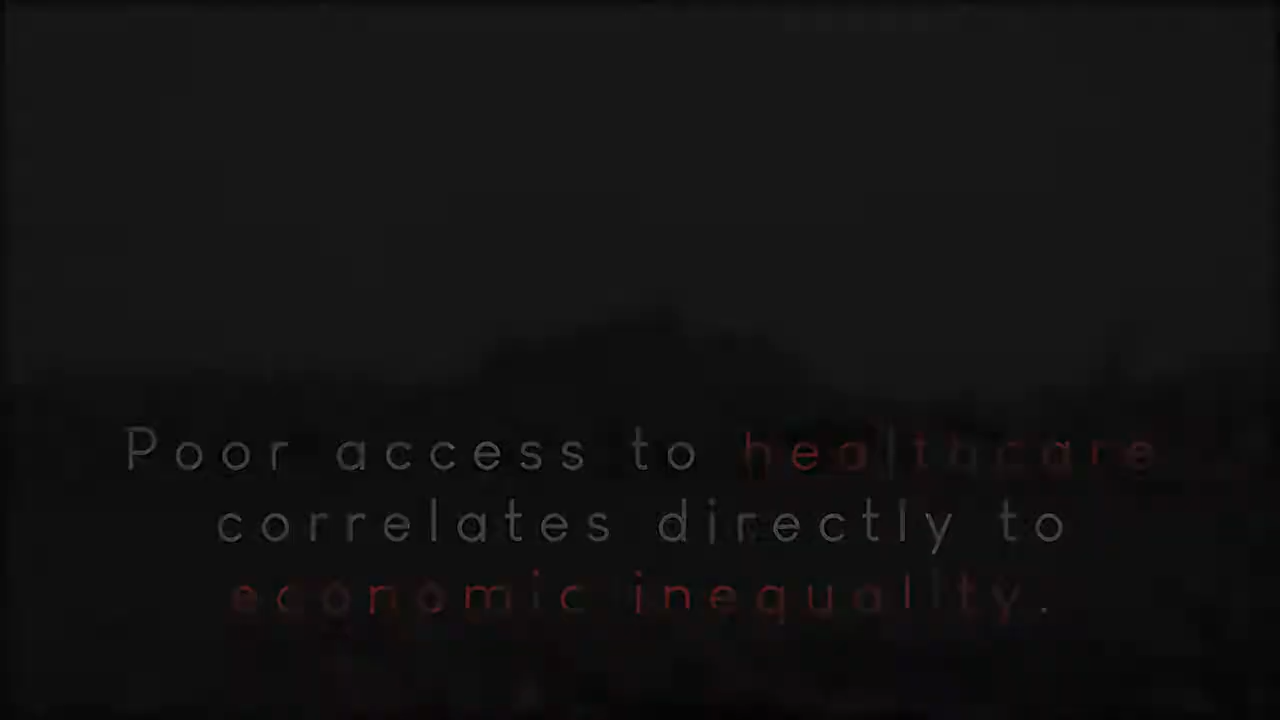 Poor access to healthcare
correlates directly to
economic inequality.